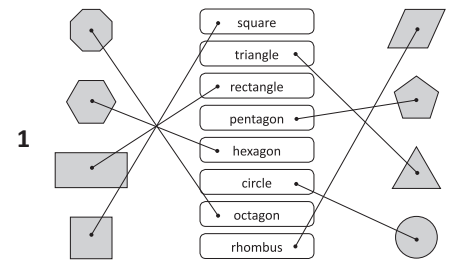 square
triangle
rectangle
pentagon
1
hexagon
circle
octagon
rhombus